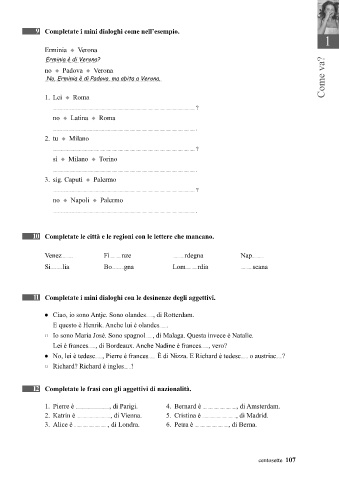 1
Come va?
9 Completate i mini dialoghi come nell'esempio.
Erminia ◆ Verona
Erminia è di Verona?
no ◆ Padova ◆ Verona
No, Erminia è di Padova, ma abita a Verona.
1. Lei ◆ Roma
............................................................?
no ◆ Latina ◆ Roma
............................................................
2. tu ◆ Milano
............................................................?
sì ◆ Milano ◆ Torino
............................................................
3. sig. Caputi ◆ Palermo
............................................................?
no ◆ Napoli ◆ Palermo
............................................................
10 Completate le città e le regioni con le lettere che mancano.
Venez...... Fi......nze ......rdegna Nap......
Si......lia Bo......gna Lom......rdia ......scana
11 Completate i mini dialoghi con le desinenze degli aggettivi.
● Ciao, io sono Antje. Sono olandes..., di Rotterdam.
E questo è Henrik. Anche lui è olandes....
○ Io sono Maria José. Sono spagnol..., di Malaga. Questa invece è Natalie.
Lei è frances..., di Bordeaux. Anche Nadine è frances..., vero?
● No, lei è tedesc..., Pierre è frances... È di Nizza. E Richard è tedesc... o austriac...?
○ Richard? Richard è ingles...!
12 Completate le frasi con gli aggettivi di nazionalità.
1. Pierre è .................., di Parigi. 4. Bernard è .................., di Amsterdam.
2. Katrin è .................., di Vienna. 5. Cristina è .................., di Madrid.
3. Alice è .................., di Londra. 6. Petra è .................., di Berna.
centosette 107